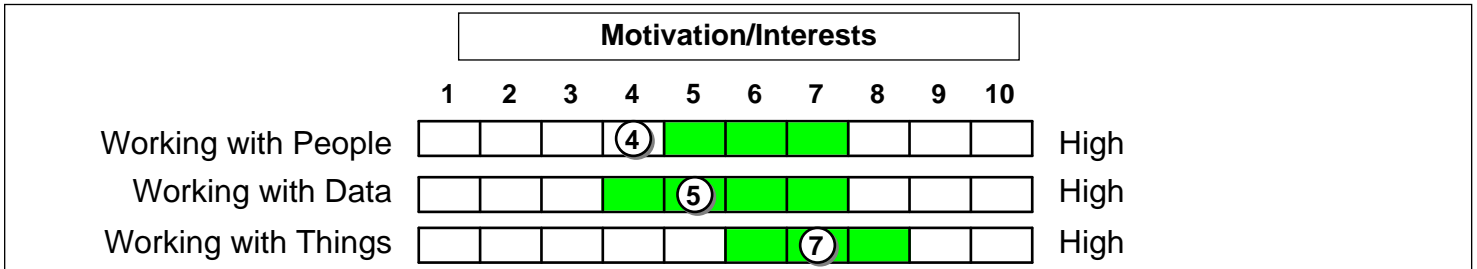 Motivation/Interests
1 2 3 4 5 6 7 8 9 10
Working with People 4 High
Working with Data 5 High
Working with Things 7 High